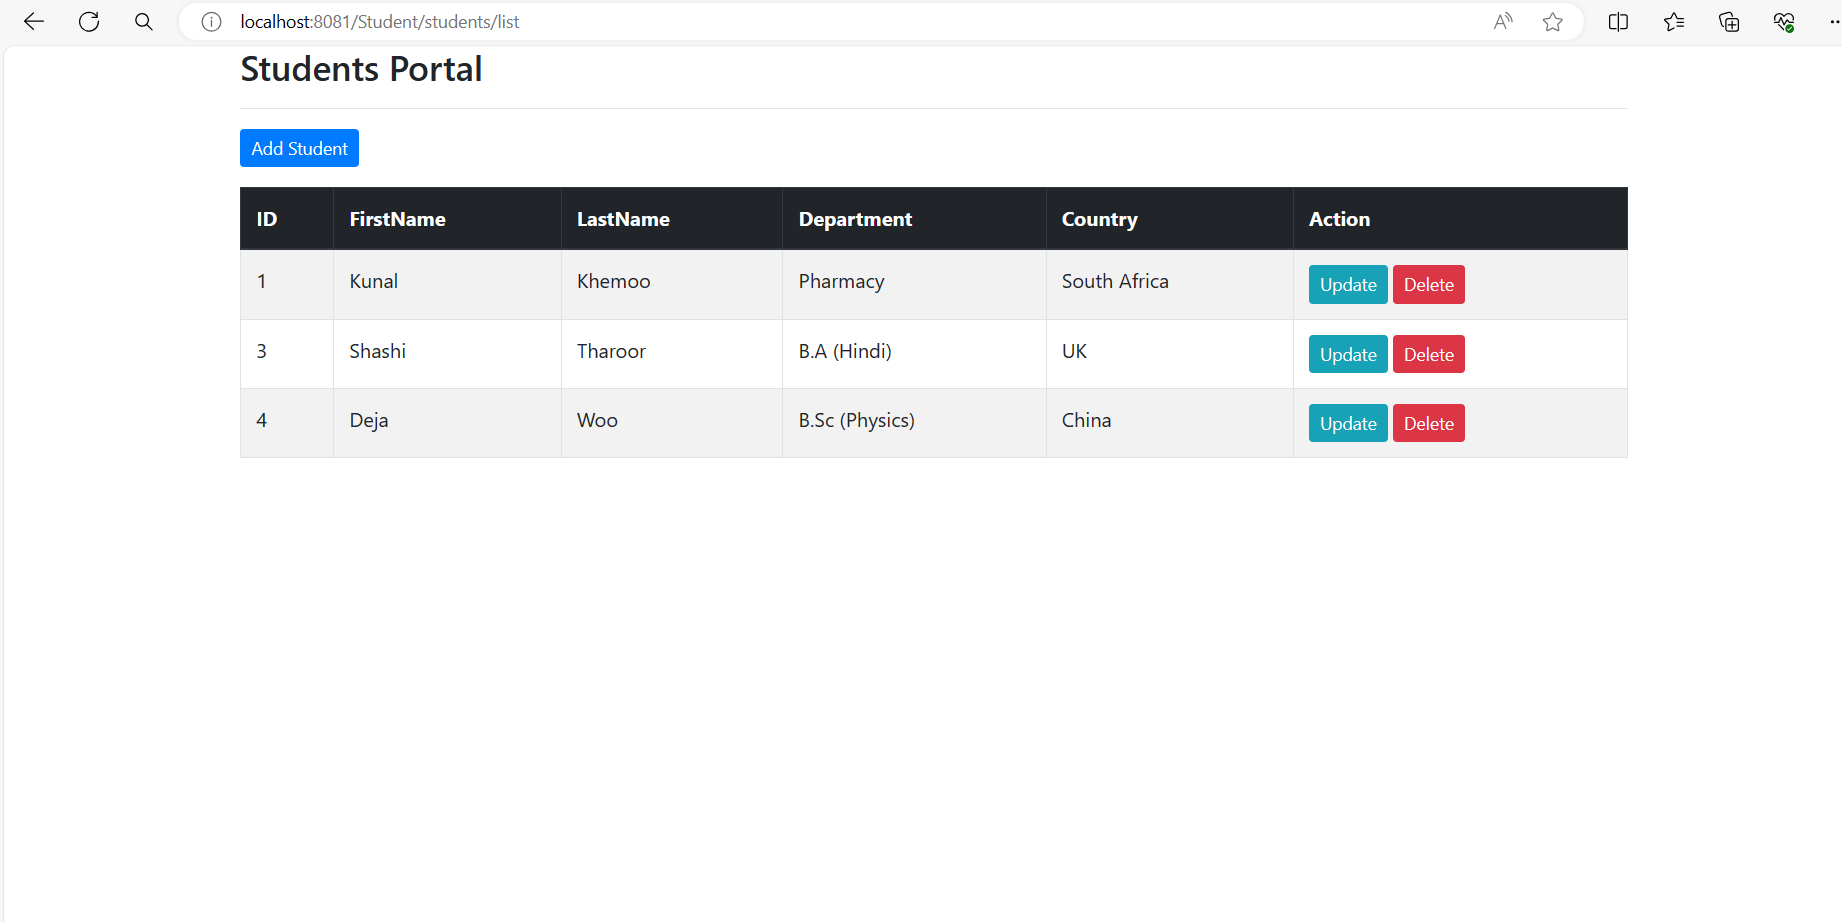 localhost:8081/Student/students/list
Students Portal
Add Student
ID FirstName LastName Department Country Action
1 Kunal Khemoo Pharmacy South Africa Update Delete
3 Shashi Tharoor B.A (Hindi) UK Update Delete
4 Deja Woo B.Sc (Physics) China Update Delete